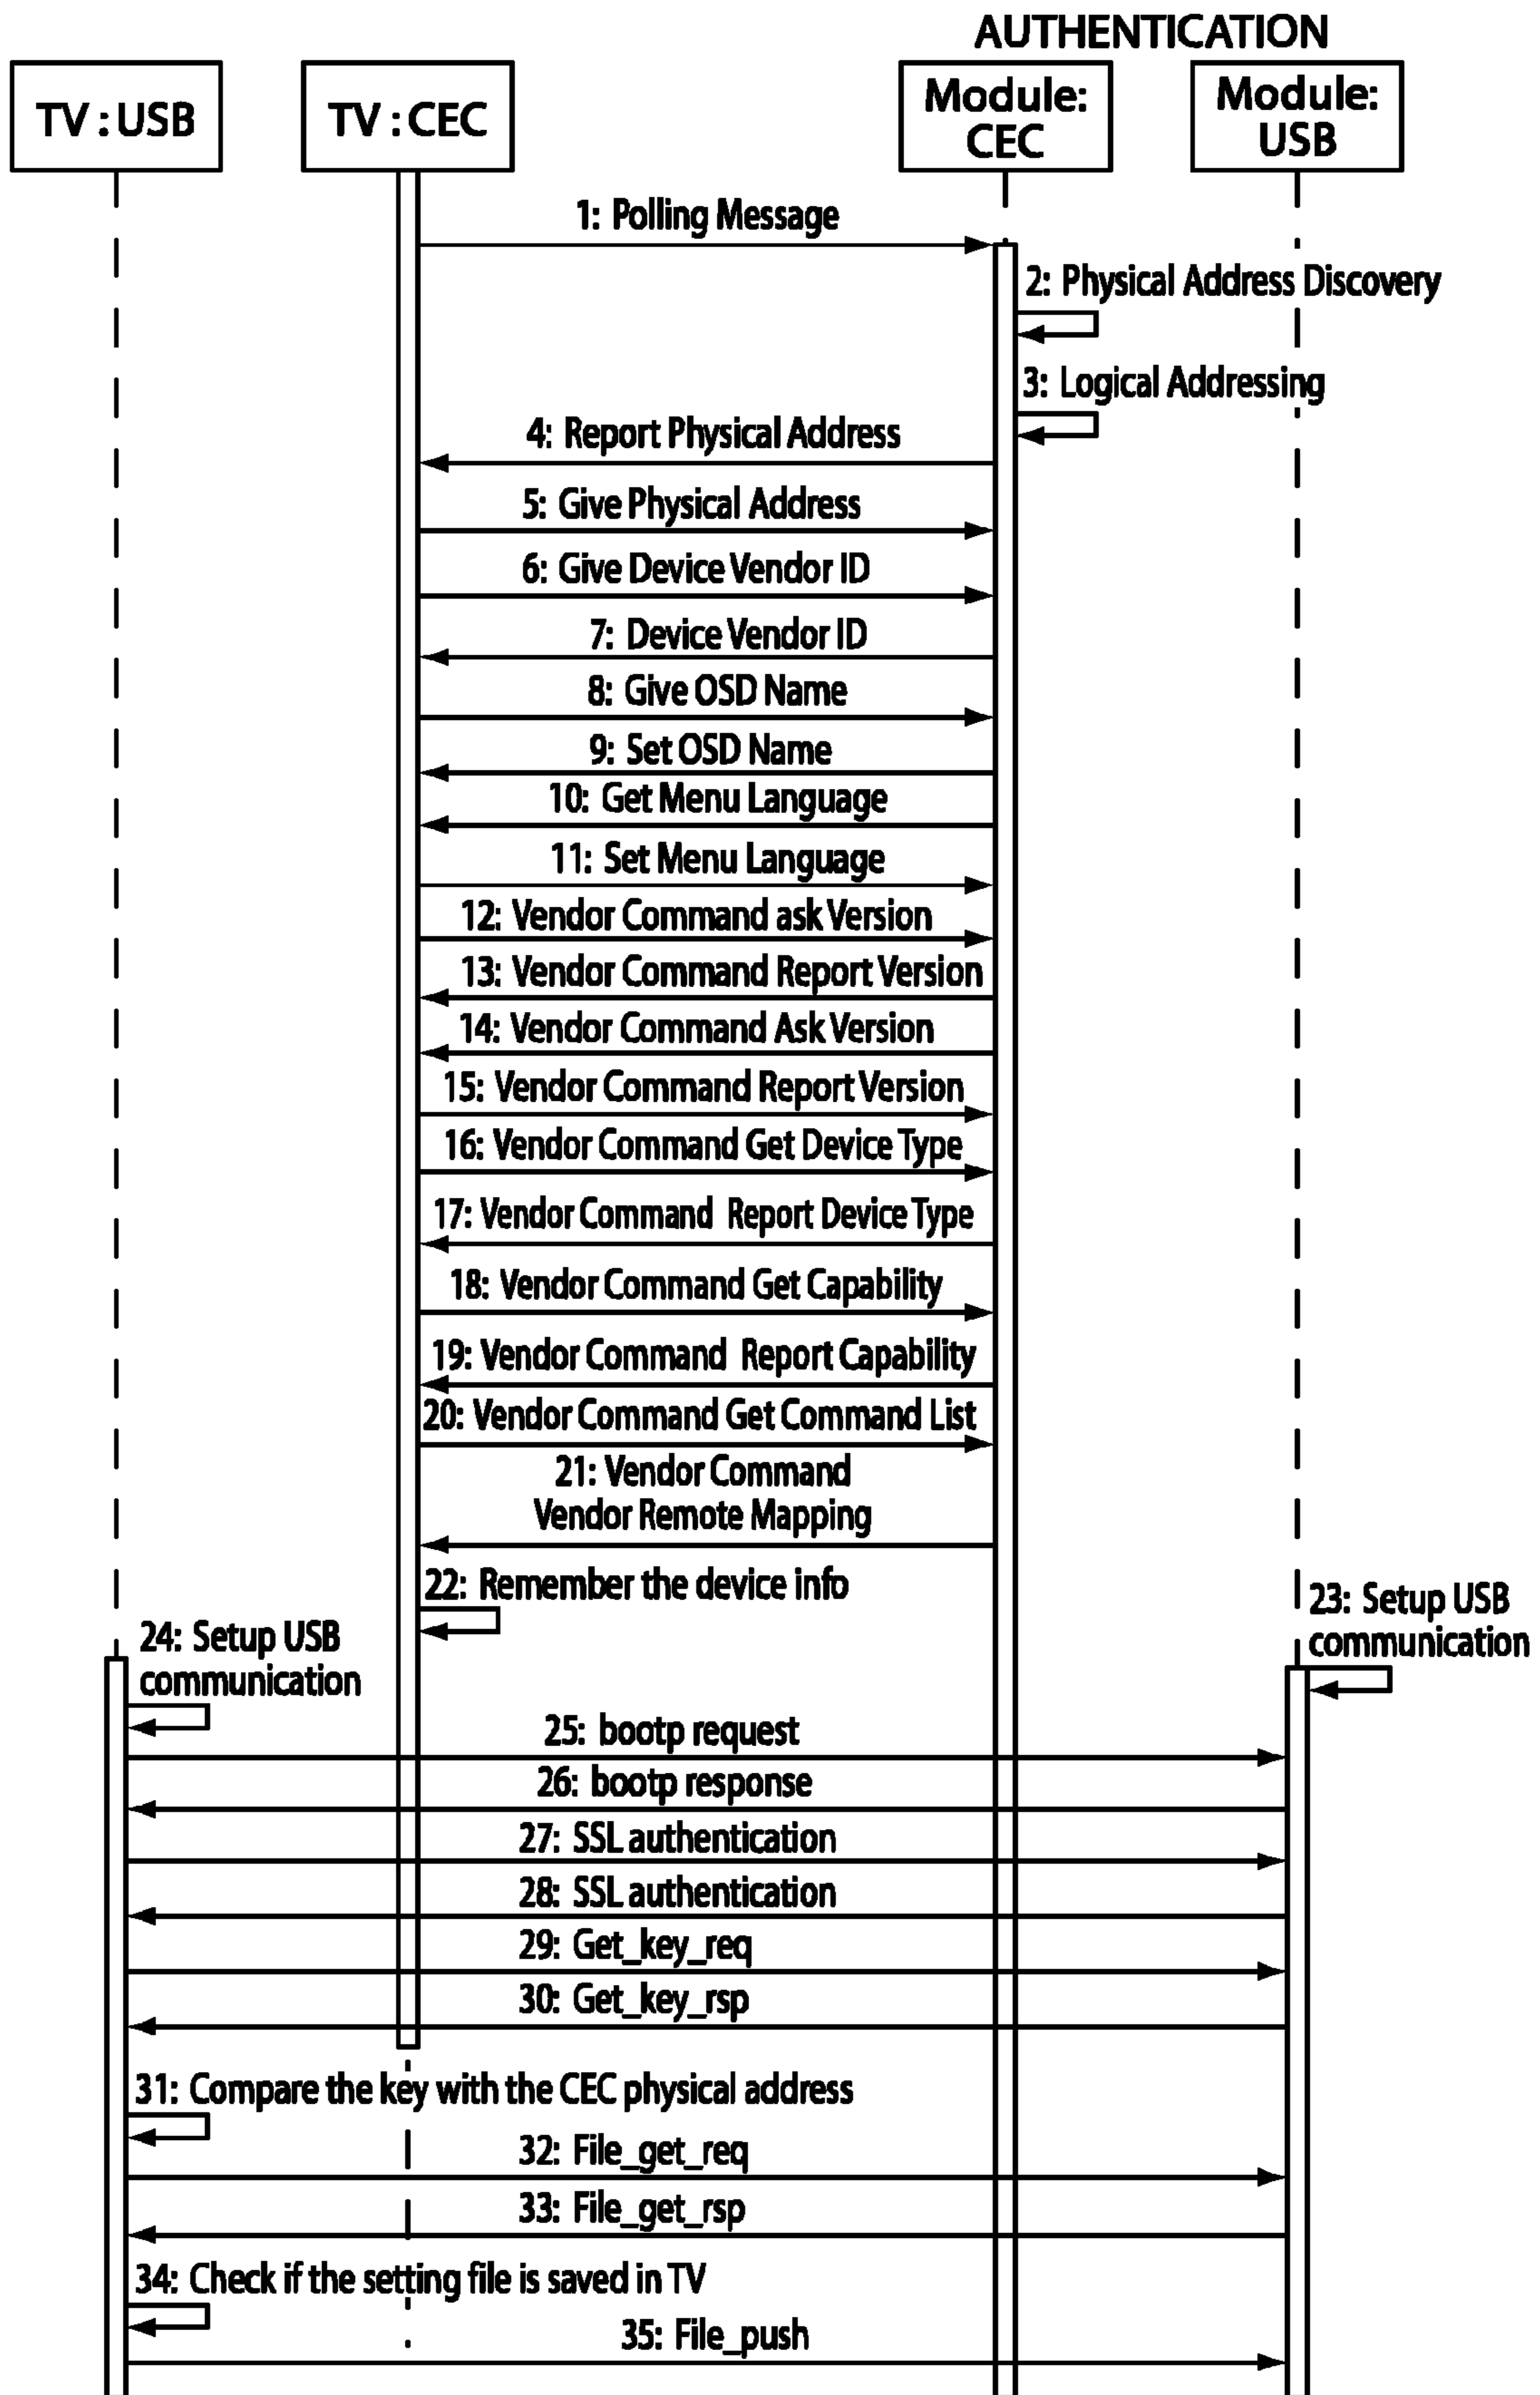 AUTHENTICATION
TV : USB
TV : CEC
Module:
CEC
Module:
USB
1: Polling Message
2: Physical Address Discovery
3: Logical Addressing
4: Report Physical Address
5: Give Physical Address
6: Give Device Vendor ID
7: Device Vendor ID
8: Give OSD Name
9: Set OSD Name
10: Get Menu Language
11: Set Menu Language
12: Vendor Command ask Version
13: Vendor Command Report Version
14: Vendor Command Ask Version
15: Vendor Command Report Version
16: Vendor Command Get Device Type
17: Vendor Command Report Device Type
18: Vendor Command Get Capability
19: Vendor Command Report Capability
20: Vendor Command Get Command List
21: Vendor Command
Vendor Remote Mapping
22: Remember the device info
23: Setup USB
communication
24: Setup USB
communication
25: bootp request
26: bootp response
27: SSL authentication
28: SSL authentication
29: Get_key_req
30: Get_key_rsp
31: Compare the key with the CEC physical address
32: File_get_req
33: File_get_rsp
34: Check if the setting file is saved in TV
35: File_push